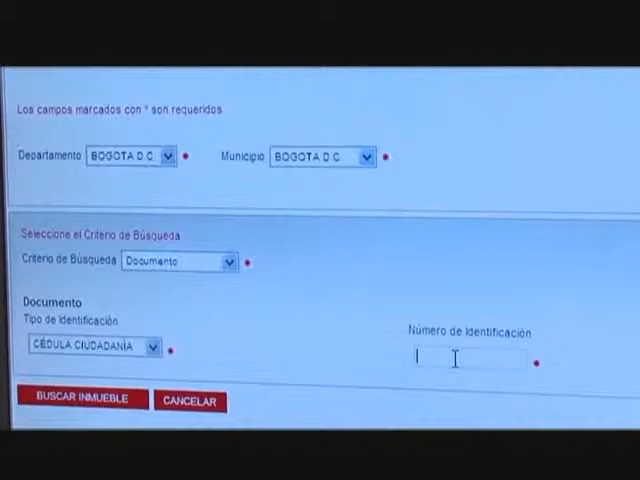 Los campos marcados con * son requeridos
Departamento BOGOTA D.C. * Municipio BOGOTA D.C. *
Seleccione el Criterio de Búsqueda
Criterio de Búsqueda Documento *
Documento
Tipo de Identificación
Número de Identificación
CÉDULA CIUDADANÍA *
*
BUSCAR INMUEBLE CANCELAR